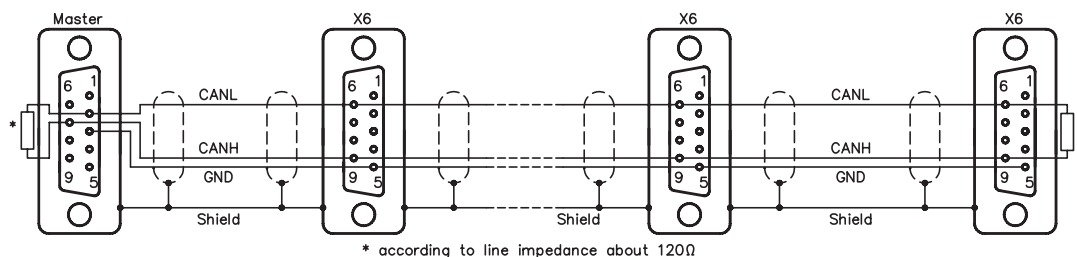 Master X6 X6 X6
6 1 6 1 6 1 6 1
CANL CANL
*
CANH CANH
9 5 GND 9 5 9 5 GND 9 5
Shield Shield Shield
* according to line impedance about 120Ω